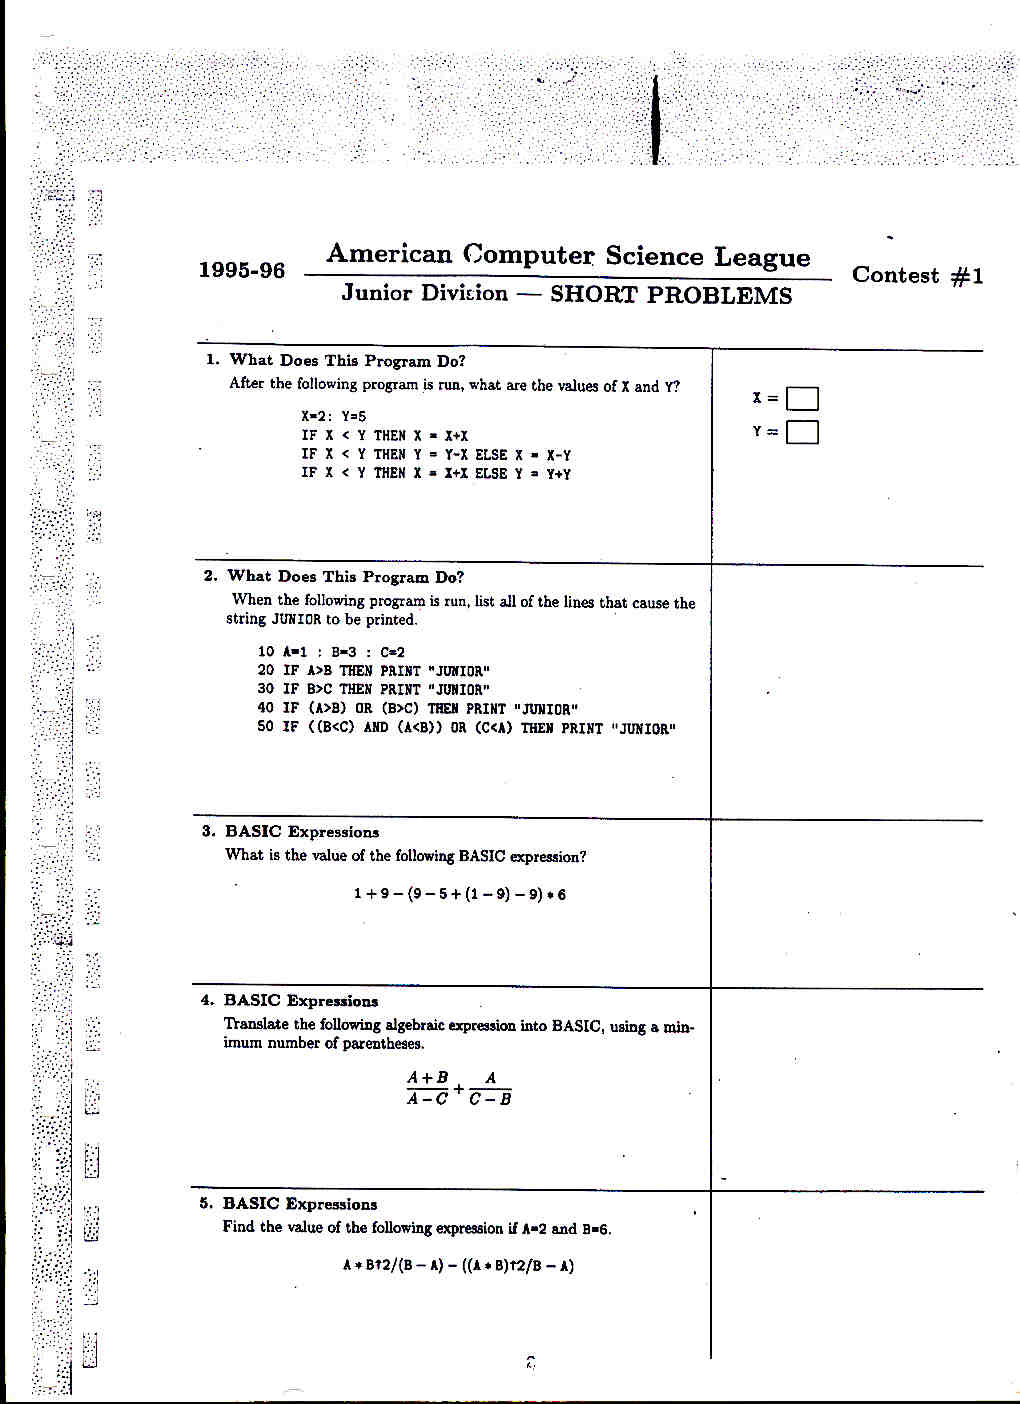 1995-96
American Computer Science League
Junior Division — SHORT PROBLEMS
Contest #1
1. What Does This Program Do?
After the following program is run, what are the values of X and Y?
X=2: Y=5
IF X < Y THEN X = X+X
IF X < Y THEN Y = Y-X ELSE X = X-Y
IF X < Y THEN X = X+X ELSE Y = Y+Y
X =
Y =
2. What Does This Program Do?
When the following program is run, list all of the lines that cause the
string JUNIOR to be printed.
10 A=1 : B=3 : C=2
20 IF A>B THEN PRINT "JUNIOR"
30 IF B>C THEN PRINT "JUNIOR"
40 IF (A>B) OR (B>C) THEN PRINT "JUNIOR"
50 IF ((B<C) AND (A<B)) OR (C<A) THEN PRINT "JUNIOR"
3. BASIC Expressions
What is the value of the following BASIC expression?
1 + 9 − (9 − 5 + (1 − 9) − 9) * 6
4. BASIC Expressions
Translate the following algebraic expression into BASIC, using a min-
imum number of parentheses.
A + B   A
+
A − C   C − B
5. BASIC Expressions
Find the value of the following expression if A=2 and B=6.
A * B↑2/(B − A) − ((A * B)↑2/B − A)